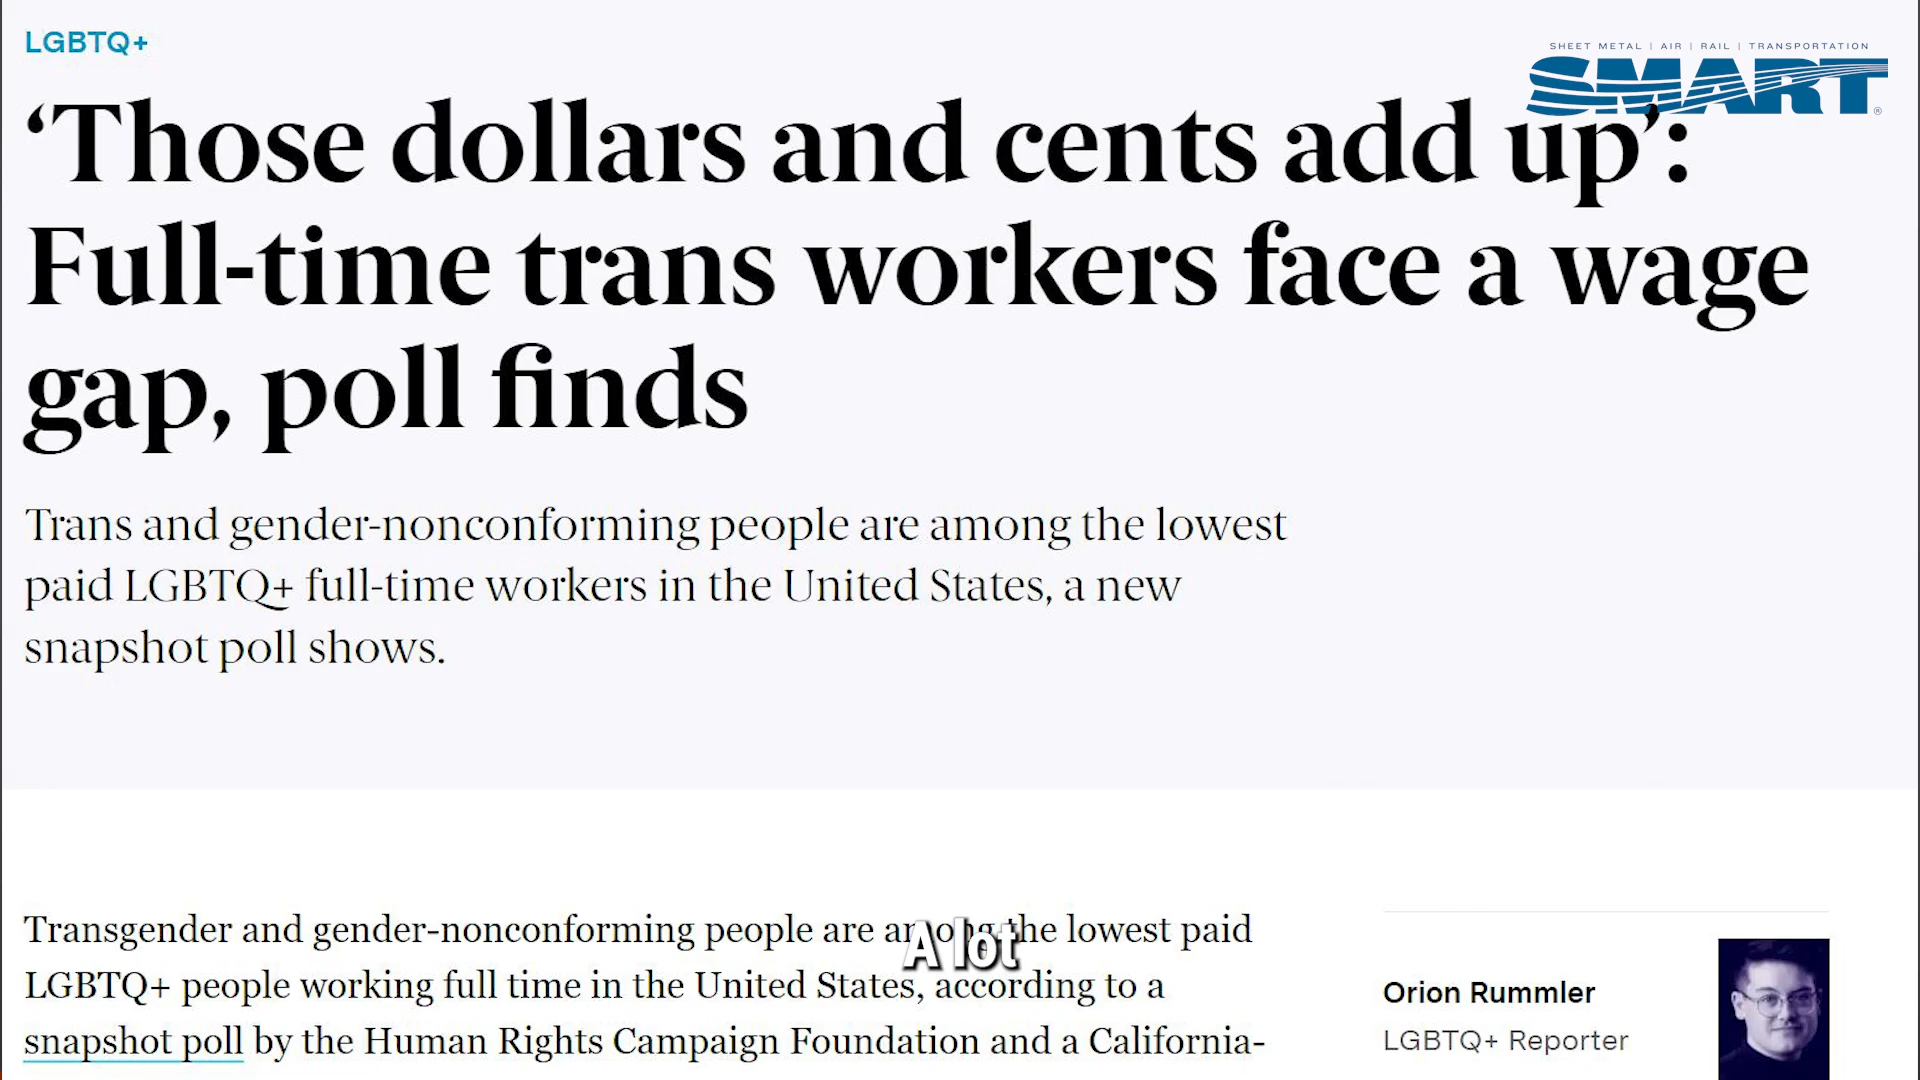 LGBTQ+
SHEET METAL | AIR | RAIL | TRANSPORTATION
SMART®
‘Those dollars and cents add up’:
Full-time trans workers face a wage
gap, poll finds
Trans and gender-nonconforming people are among the lowest
paid LGBTQ+ full-time workers in the United States, a new
snapshot poll shows.
Transgender and gender-nonconforming people are among the lowest paid
LGBTQ+ people working full time in the United States, according to a
snapshot poll by the Human Rights Campaign Foundation and a California-
A lot
Orion Rummler
LGBTQ+ Reporter